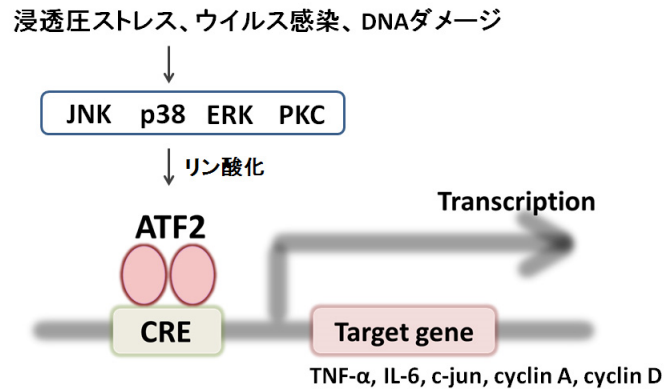 浸透圧ストレス、ウイルス感染、DNAダメージ
JNK p38 ERK PKC
リン酸化
Transcription
ATF2
CRE
Target gene
TNF-α, IL-6, c-jun, cyclin A, cyclin D